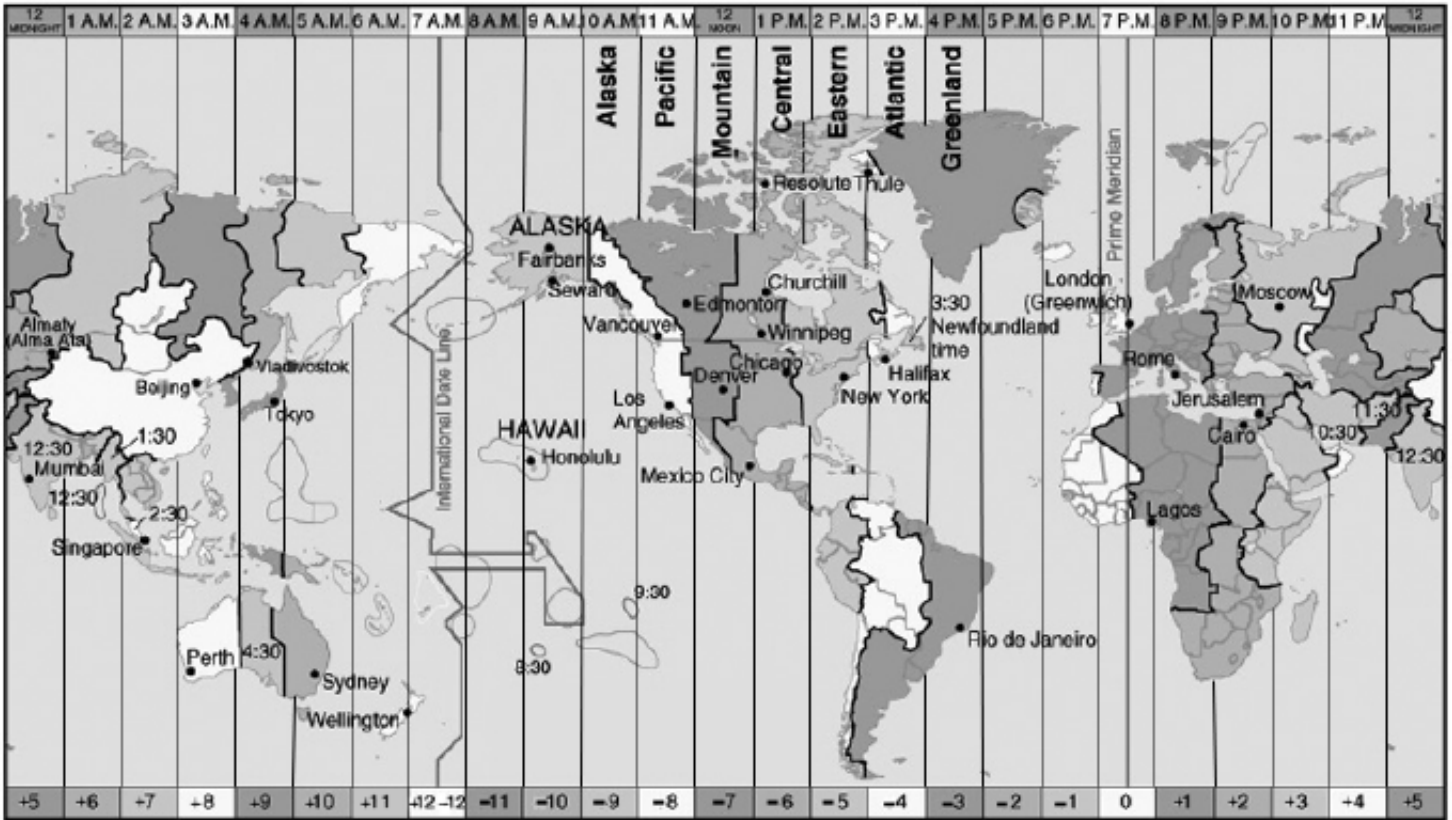 12 MIDNIGHT 1 A.M. 2 A.M. 3 A.M. 4 A.M. 5 A.M. 6 A.M. 7 A.M. 8 A.M. 9 A.M. 10 A.M. 11 A.M. 12 NOON 1 P.M. 2 P.M. 3 P.M. 4 P.M. 5 P.M. 6 P.M. 7 P.M. 8 P.M. 9 P.M. 10 P.M. 11 P.M. 12 MIDNIGHT
Alaska
Pacific
Mountain
Central
Eastern
Atlantic
Greenland
Prime Meridian
International Date Line
Resolute
Thule
ALASKA
Fairbanks
Seward
Vancouver
Edmonton
Churchill
Winnipeg
3:30
Newfoundland
time
London
(Greenwich)
Moscow
Almaty
(Alma Ata)
Vladivostok
Beijing
Tokyo
Chicago
Denver
Halifax
New York
Rome
Los
Angeles
Jerusalem
Cairo
HAWAII
Honolulu
Mexico City
11:30
10:30
12:30
12:30
1:30
Mumbai
12:30
2:30
Singapore
Lagos
9:30
8:30
Rio de Janeiro
Perth
4:30
Sydney
Wellington
+5 +6 +7 +8 +9 +10 +11 +12 –12 –11 –10 –9 –8 –7 –6 –5 –4 –3 –2 –1 0 +1 +2 +3 +4 +5